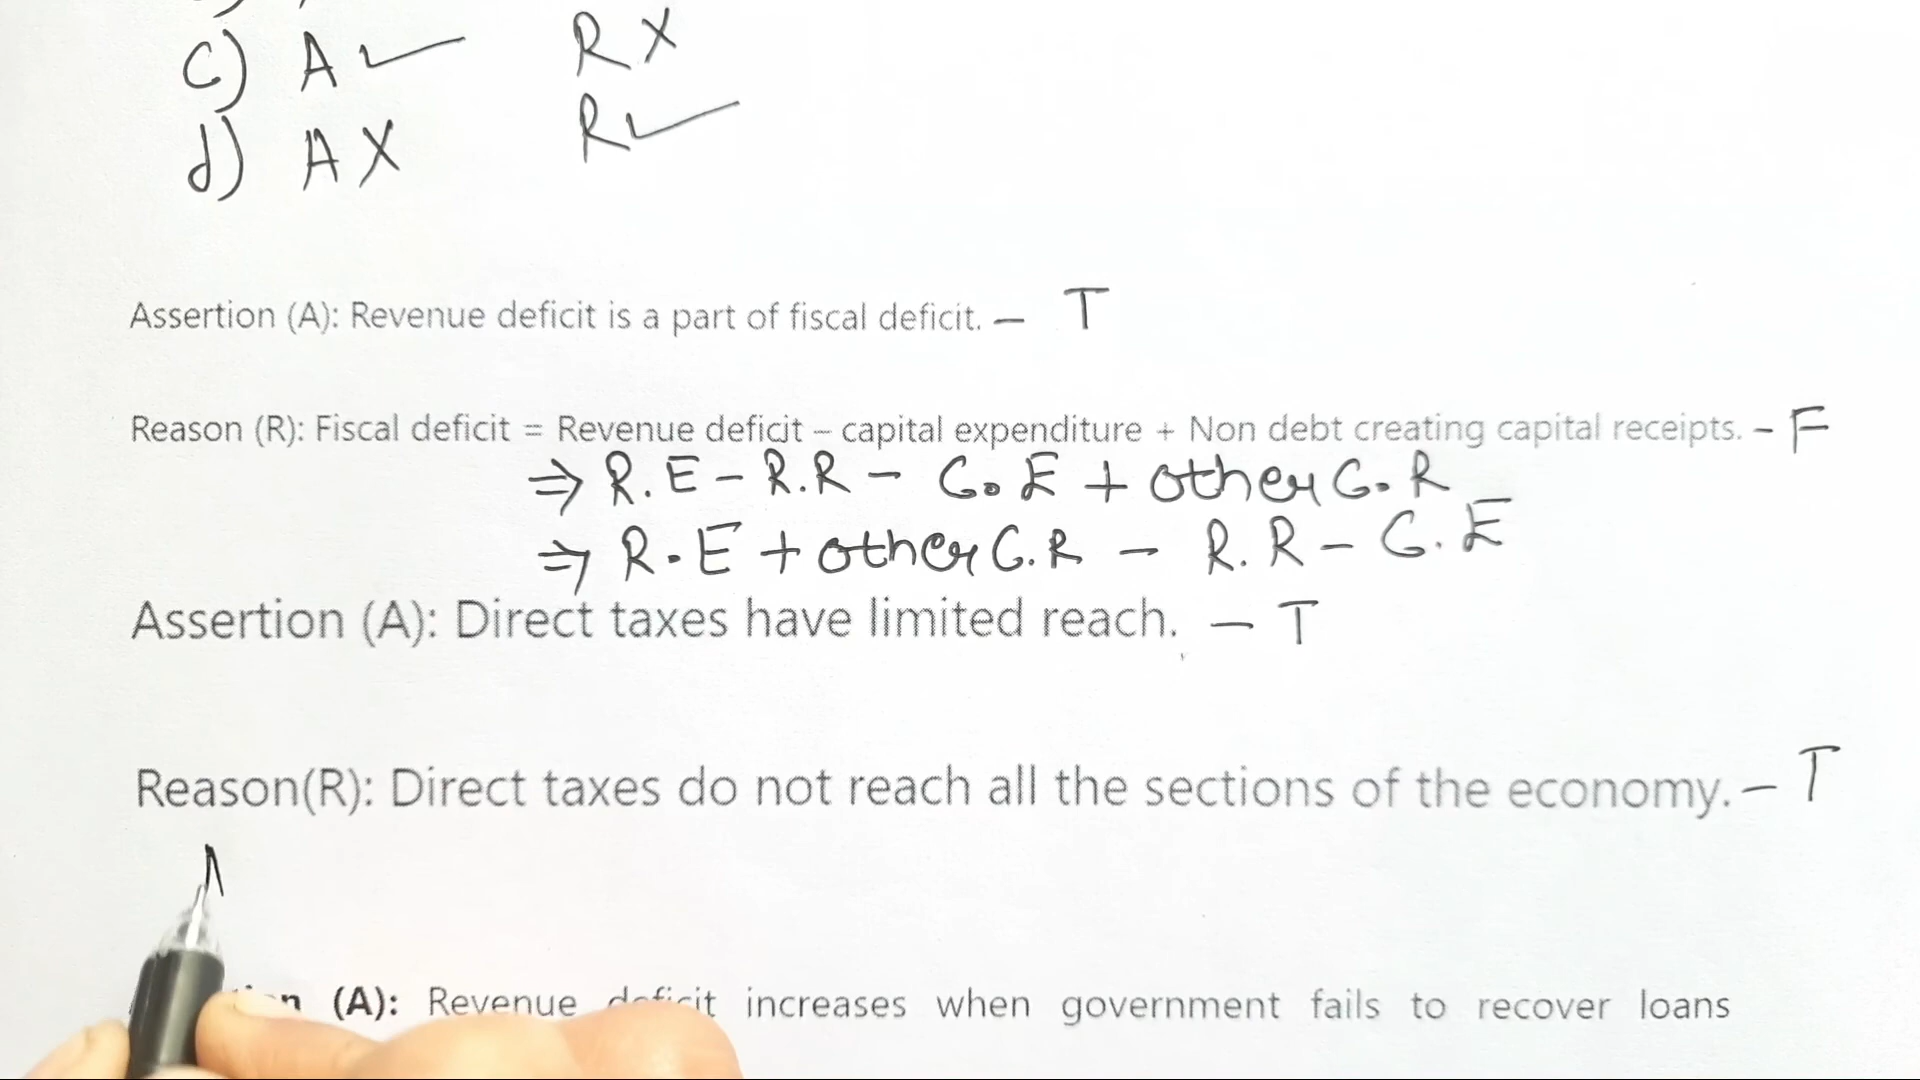 c) A ✓ R X
d) A X R ✓
Assertion (A): Revenue deficit is a part of fiscal deficit. — T
Reason (R): Fiscal deficit = Revenue deficit – capital expenditure + Non debt creating capital receipts. - F
⇒ R.E - R.R - C.E + other C.R
⇒ R.E + other C.R - R.R - C.E
Assertion (A): Direct taxes have limited reach. — T
Reason(R): Direct taxes do not reach all the sections of the economy. — T
(A): Revenue deficit increases when government fails to recover loans